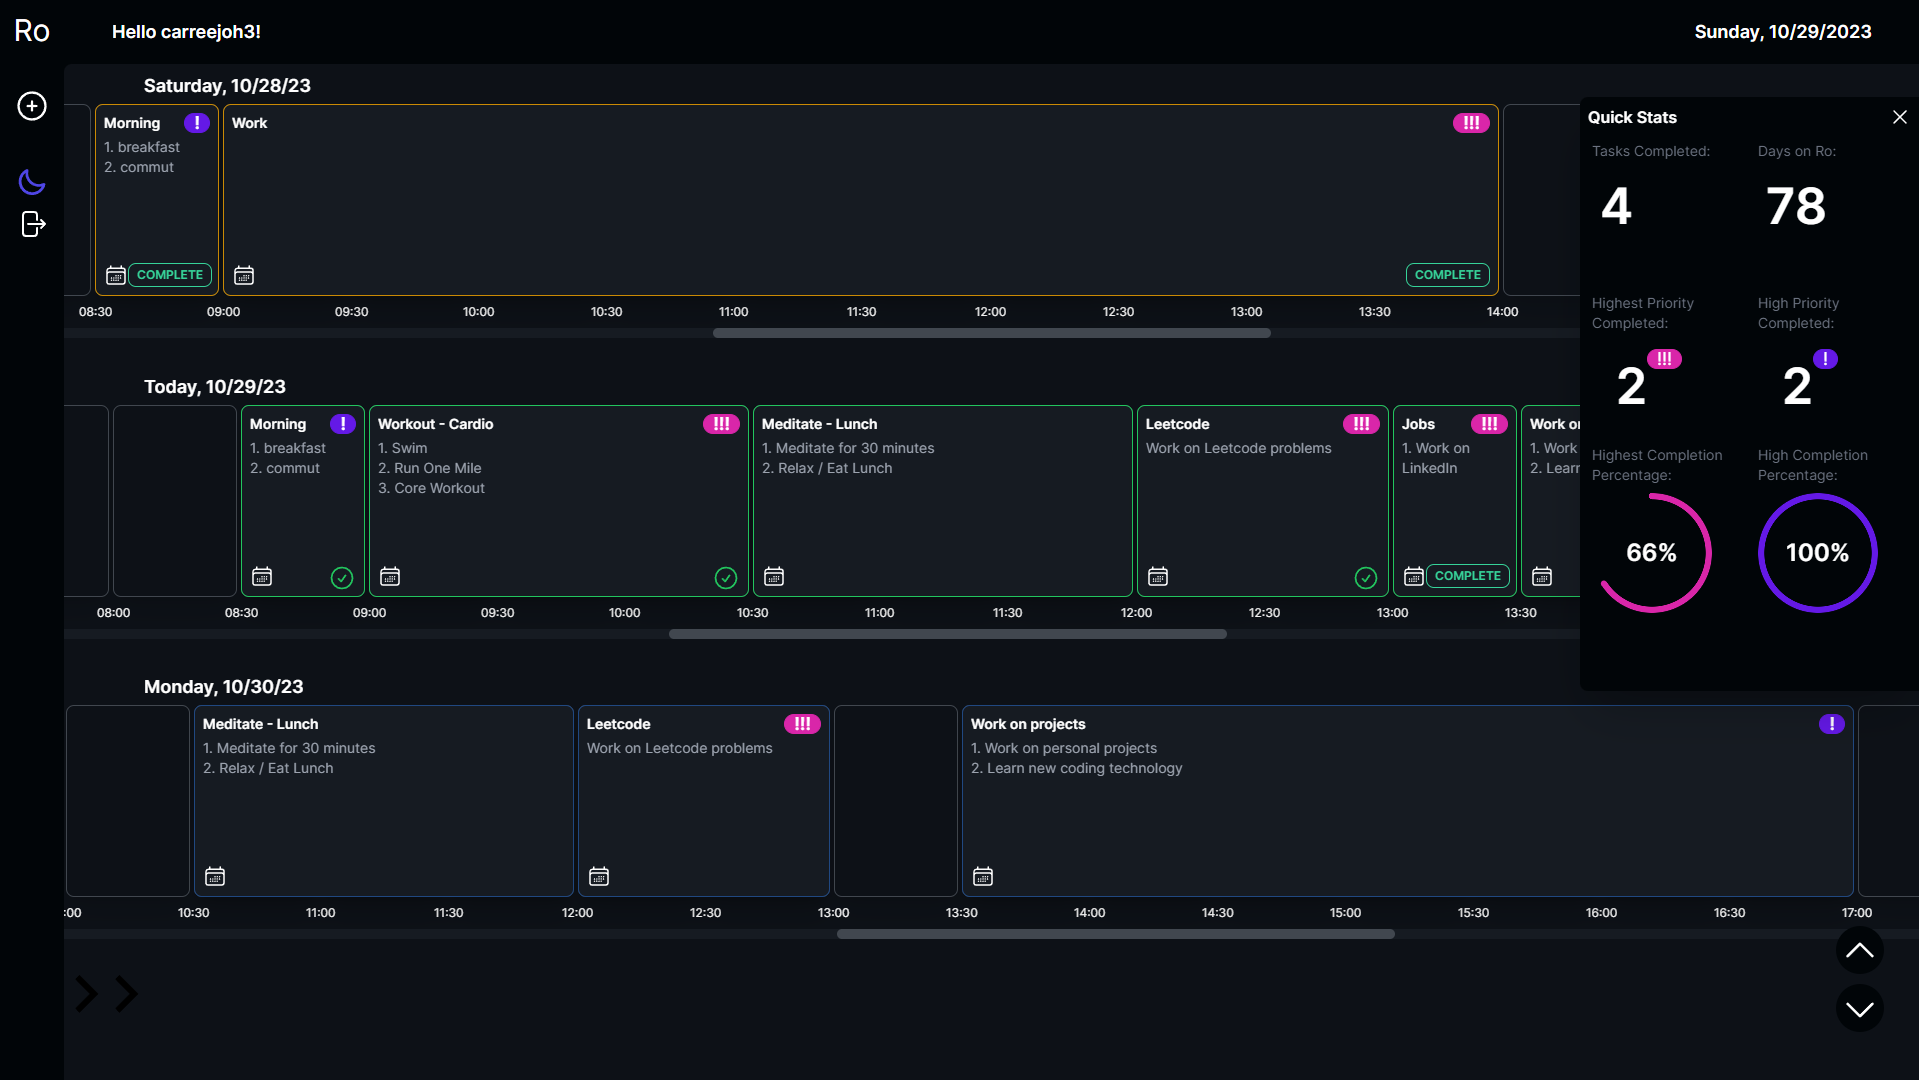 Ro
Hello carreejoh3!
Sunday, 10/29/2023
Saturday, 10/28/23
Morning !
1. breakfast
2. commut
COMPLETE
Work !!!
COMPLETE
08:30 09:00 09:30 10:00 10:30 11:00 11:30 12:00 12:30 13:00 13:30 14:00
Today, 10/29/23
Morning !
1. breakfast
2. commut
Workout - Cardio !!!
1. Swim
2. Run One Mile
3. Core Workout
Meditate - Lunch
1. Meditate for 30 minutes
2. Relax / Eat Lunch
Leetcode !!!
Work on Leetcode problems
Jobs !!!
1. Work on
LinkedIn
COMPLETE
Work
1. Work
2. Learn
08:00 08:30 09:00 09:30 10:00 10:30 11:00 11:30 12:00 12:30 13:00 13:30
Monday, 10/30/23
Meditate - Lunch
1. Meditate for 30 minutes
2. Relax / Eat Lunch
Leetcode !!!
Work on Leetcode problems
Work on projects !
1. Work on personal projects
2. Learn new coding technology
:00 10:30 11:00 11:30 12:00 12:30 13:00 13:30 14:00 14:30 15:00 15:30 16:00 16:30 17:00
Quick Stats
Tasks Completed:
4
Days on Ro:
78
Highest Priority
Completed:
2 !!!
High Priority
Completed:
2 !
Highest Completion
Percentage:
66%
High Completion
Percentage:
100%